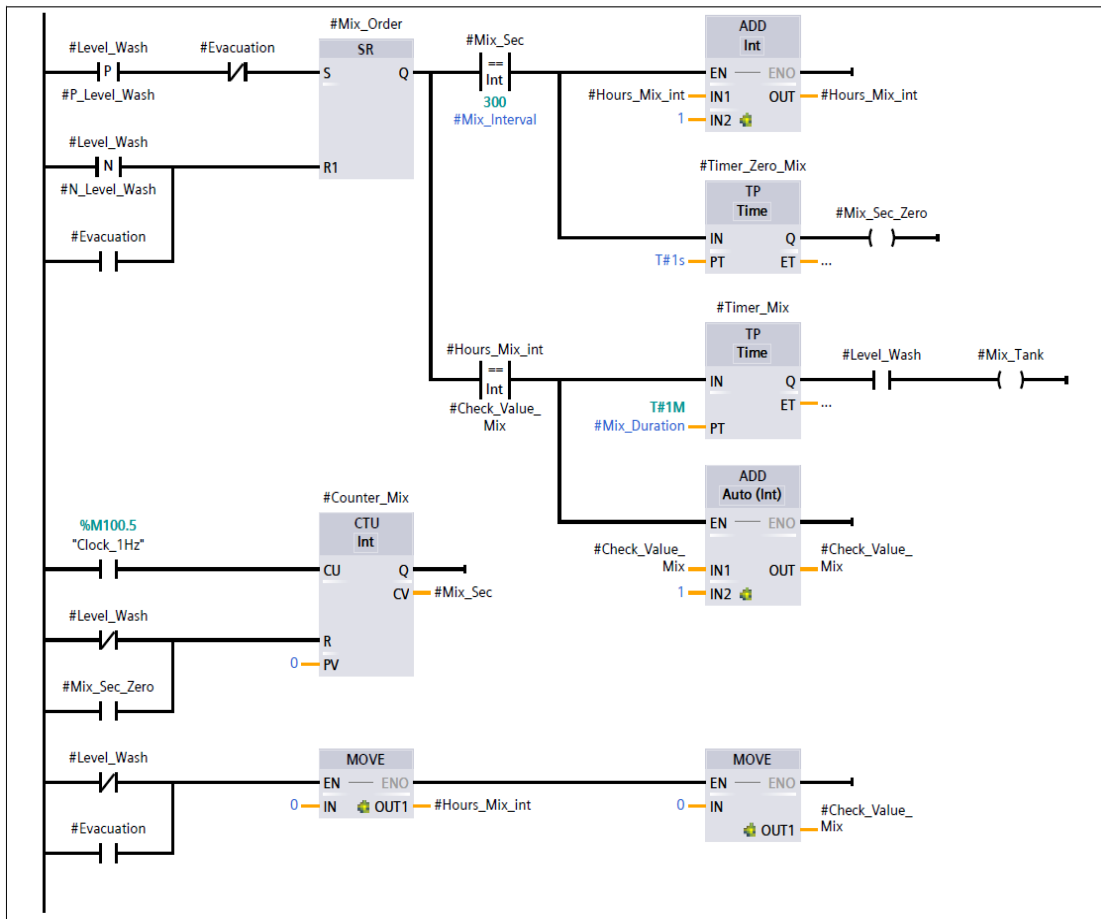 #Mix_Order
#Level_Wash
P
#P_Level_Wash
#Evacuation
SR
S
Q
R1
#Level_Wash
N
#N_Level_Wash
#Evacuation
#Mix_Sec
==
Int
300
#Mix_Interval
ADD
Int
EN
ENO
#Hours_Mix_int
IN1
OUT
#Hours_Mix_int
1
IN2
#Timer_Zero_Mix
TP
Time
IN
Q
#Mix_Sec_Zero
T#1s
PT
ET
...
#Hours_Mix_int
==
Int
#Check_Value_
Mix
#Timer_Mix
TP
Time
IN
Q
#Level_Wash
#Mix_Tank
ET
...
T#1M
#Mix_Duration
PT
ADD
Auto (Int)
EN
ENO
#Check_Value_
Mix
IN1
OUT
#Check_Value_
Mix
1
IN2
#Counter_Mix
%M100.5
"Clock_1Hz"
CTU
Int
CU
Q
CV
#Mix_Sec
#Level_Wash
R
0
PV
#Mix_Sec_Zero
#Level_Wash
MOVE
EN
ENO
0
IN
OUT1
#Hours_Mix_int
#Evacuation
MOVE
EN
ENO
0
IN
OUT1
#Check_Value_
Mix